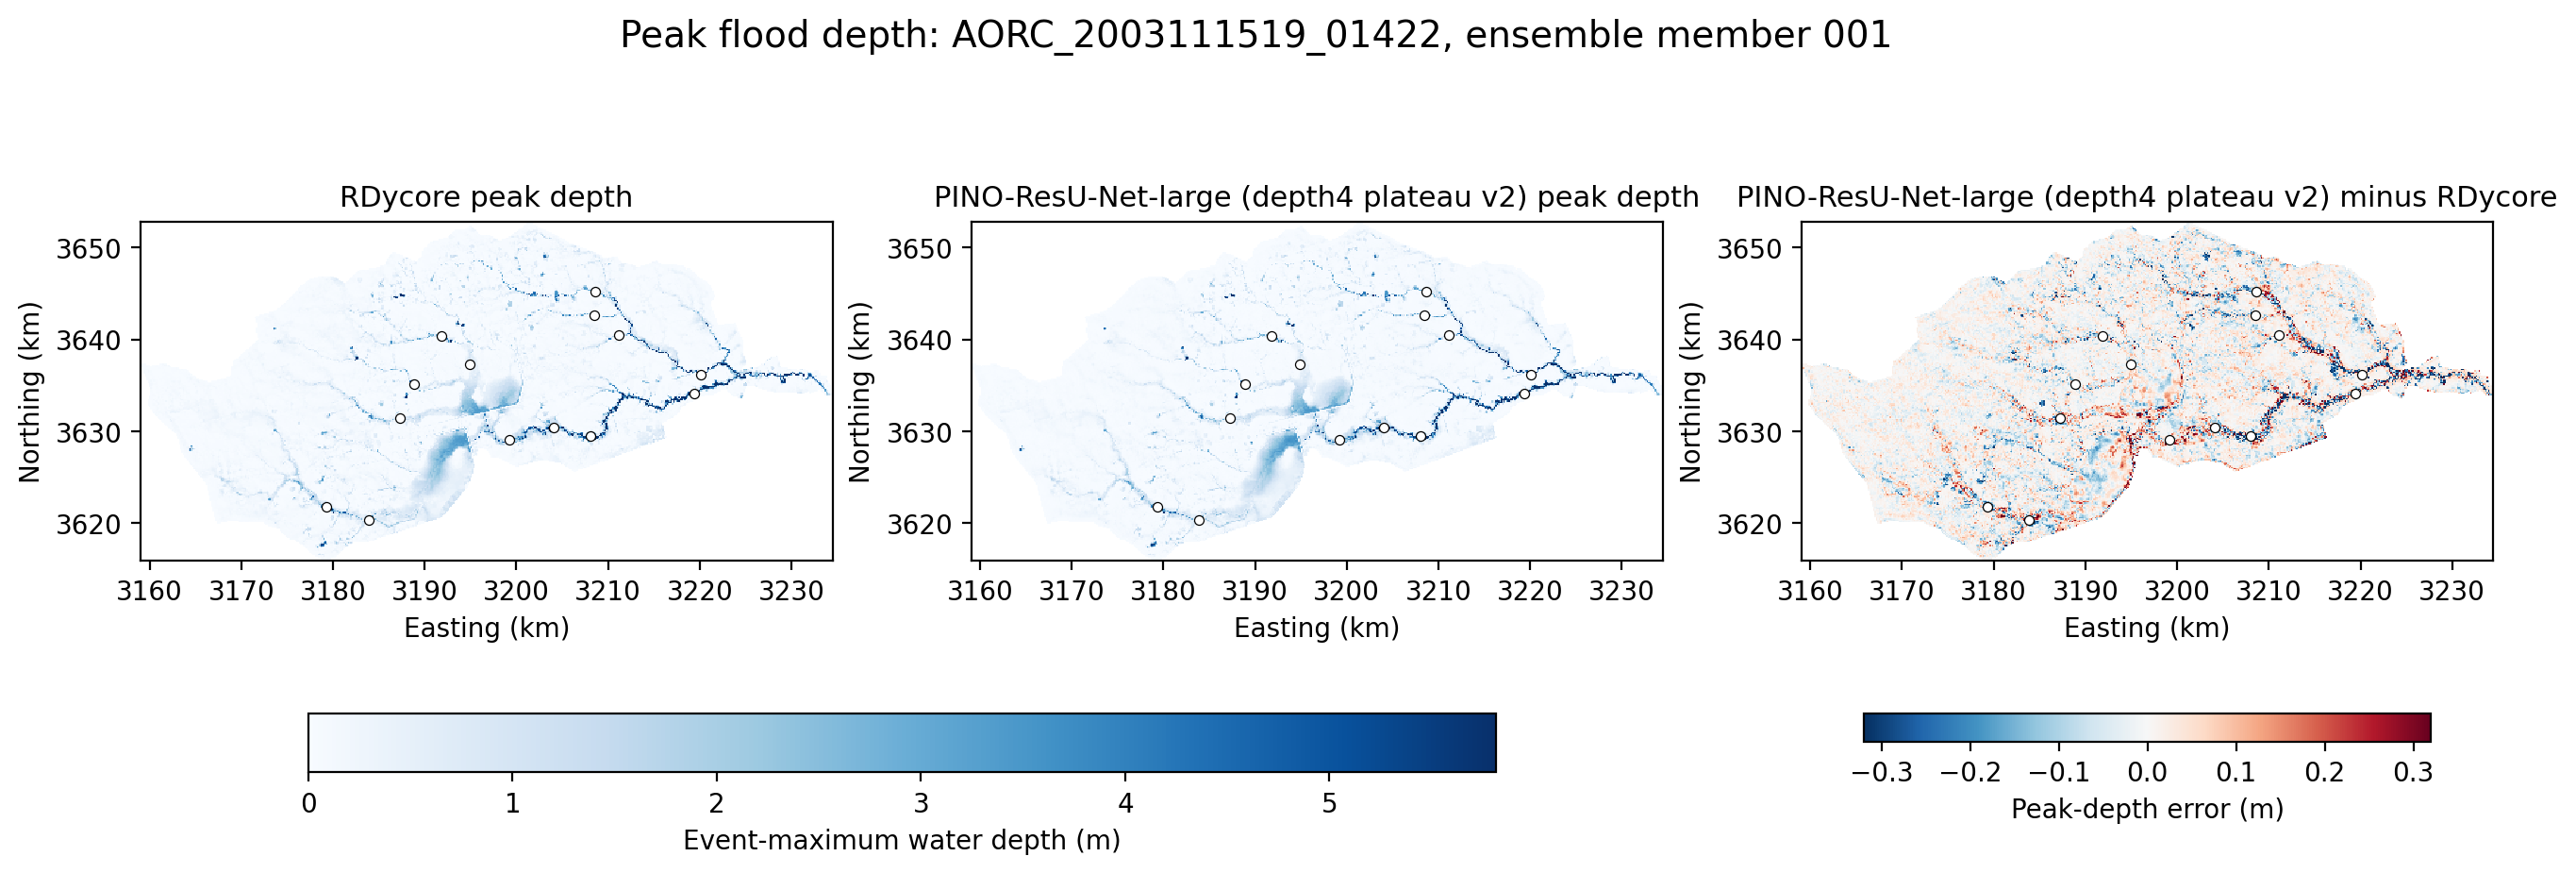 Peak flood depth: AORC_2003111519_01422, ensemble member 001
RDycore peak depth
Northing (km)
3650
3640
3630
3620
3160 3170 3180 3190 3200 3210 3220 3230
Easting (km)
PINO-ResU-Net-large (depth4 plateau v2) peak depth
Northing (km)
3650
3640
3630
3620
3160 3170 3180 3190 3200 3210 3220 3230
Easting (km)
PINO-ResU-Net-large (depth4 plateau v2) minus RDycore
Northing (km)
3650
3640
3630
3620
3160 3170 3180 3190 3200 3210 3220 3230
Easting (km)
0 1 2 3 4 5
Event-maximum water depth (m)
−0.3 −0.2 −0.1 0.0 0.1 0.2 0.3
Peak-depth error (m)